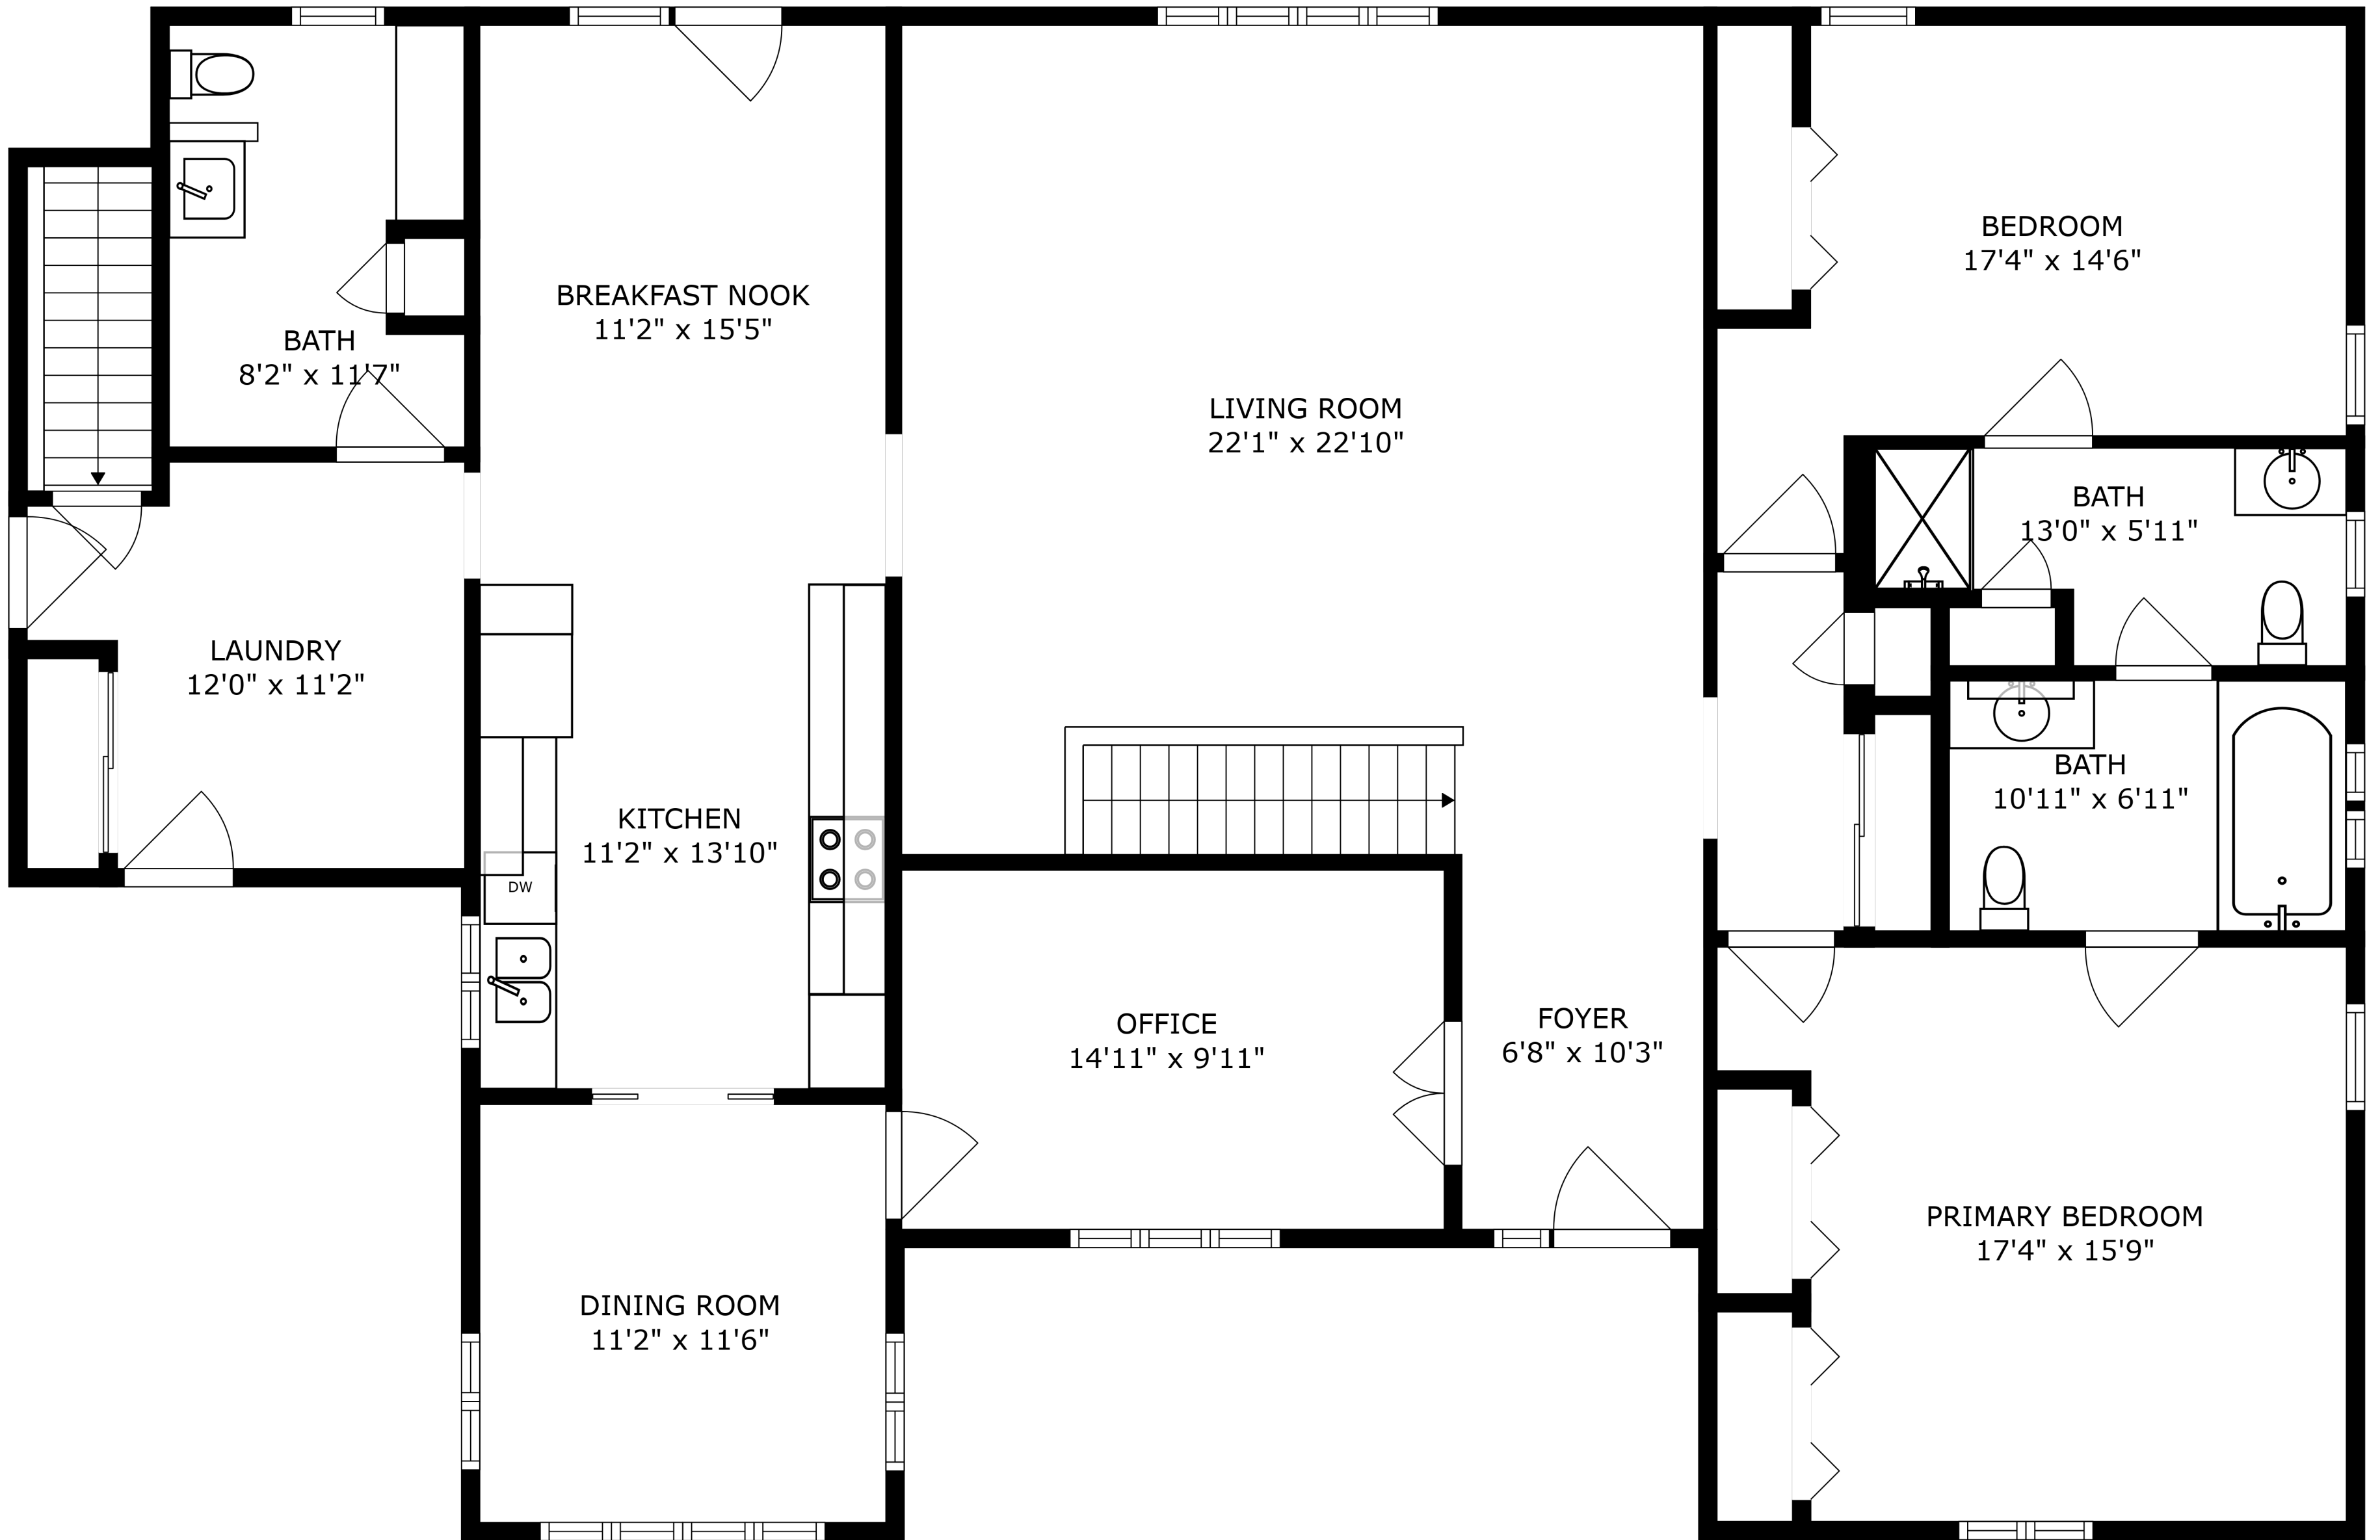 BEDROOM
17'4" x 14'6"
BREAKFAST NOOK
11'2" x 15'5"
BATH
8'2" x 11'7"
LIVING ROOM
22'1" x 22'10"
BATH
13'0" x 5'11"
LAUNDRY
12'0" x 11'2"
BATH
10'11" x 6'11"
KITCHEN
11'2" x 13'10"
DW
OFFICE
14'11" x 9'11"
FOYER
6'8" x 10'3"
PRIMARY BEDROOM
17'4" x 15'9"
DINING ROOM
11'2" x 11'6"